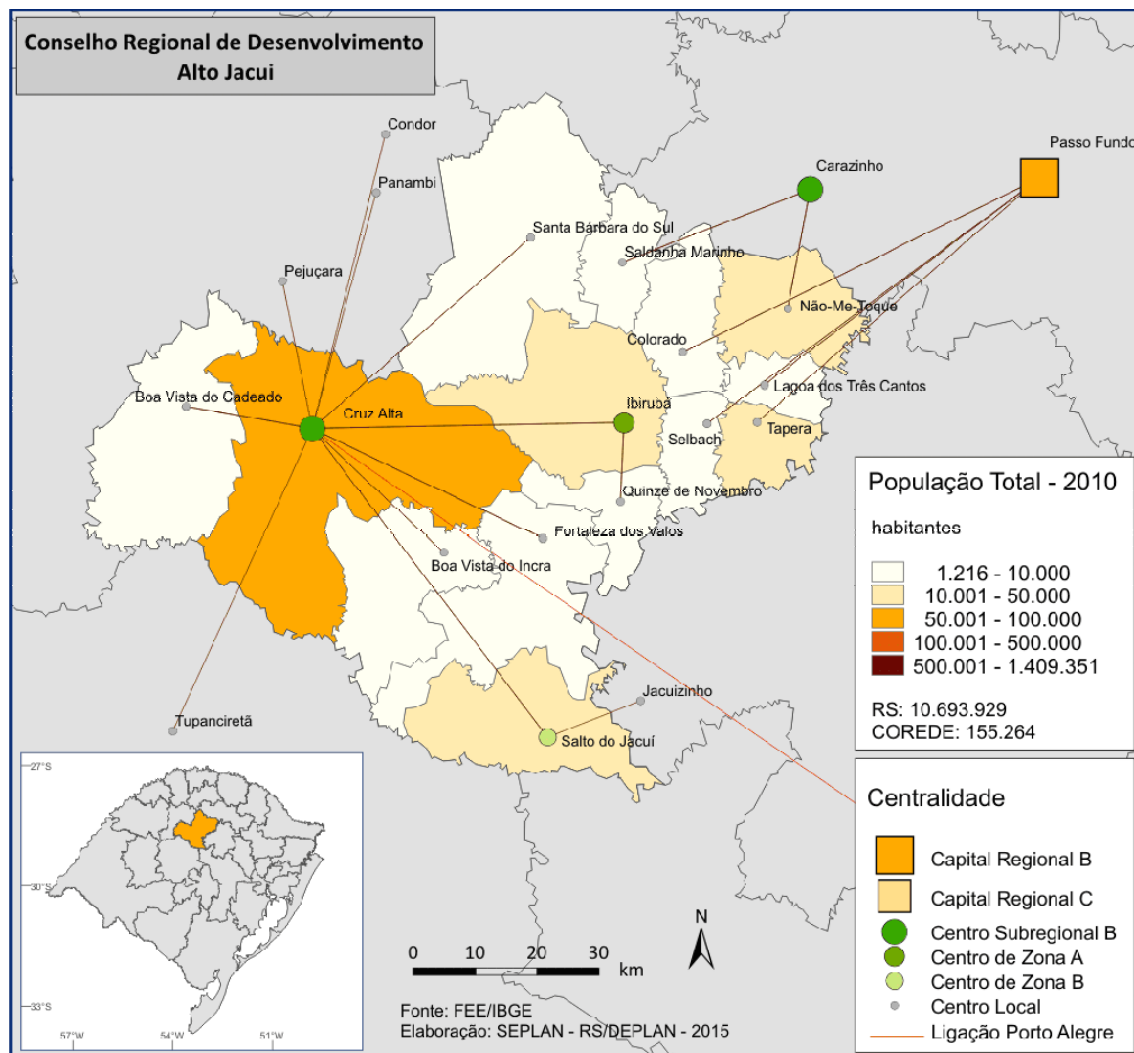 Conselho Regional de Desenvolvimento
Alto Jacui
Condor
Passo Fundo
Carazinho
Panambi
Santa Bárbara do Sul
Saldanha Marinho
Pejuçara
Não-Me-Toque
Colorado
Lagoa dos Três Cantos
Boa Vista do Cadeado
Cruz Alta
Ibirubá
Tapera
Selbach
Quinze de Novembro
Fortaleza dos Valos
Boa Vista do Incra
Jacuizinho
Tupanciretã
Salto do Jacuí
População Total - 2010
habitantes
1.216 - 10.000
10.001 - 50.000
50.001 - 100.000
100.001 - 500.000
500.001 - 1.409.351
RS: 10.693.929
COREDE: 155.264
Centralidade
Capital Regional B
Capital Regional C
Centro Subregional B
Centro de Zona A
Centro de Zona B
Centro Local
Ligação Porto Alegre
27°S
30°S
33°S
57°W
54°W
51°W
N
0 10 20 30
km
Fonte: FEE/IBGE
Elaboração: SEPLAN - RS/DEPLAN - 2015